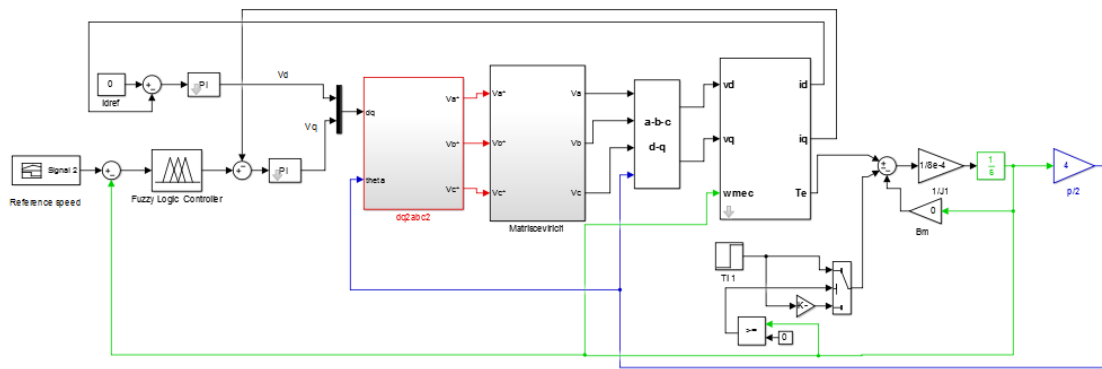 0
Idref
PI
Vd
Vq
Signal 2
Reference speed
Fuzzy Logic Controller
PI
dq
theta
Va*
Vb*
Vc*
dq2abc2
Va*
Vb*
Vc*
Va
Vb
Vc
a-b-c
d-q
vd
vq
wmec
id
iq
Te
1/8e-4
1/J1
1
s
4
p/2
0
Bm
Tl 1
K-
>=
0